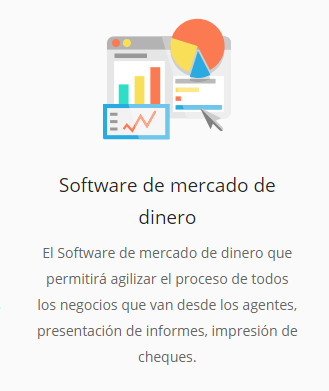 Software de mercado de
dinero
El Software de mercado de dinero que
permitirá agilizar el proceso de todos
los negocios que van desde los agentes,
presentación de informes, impresión de
cheques.